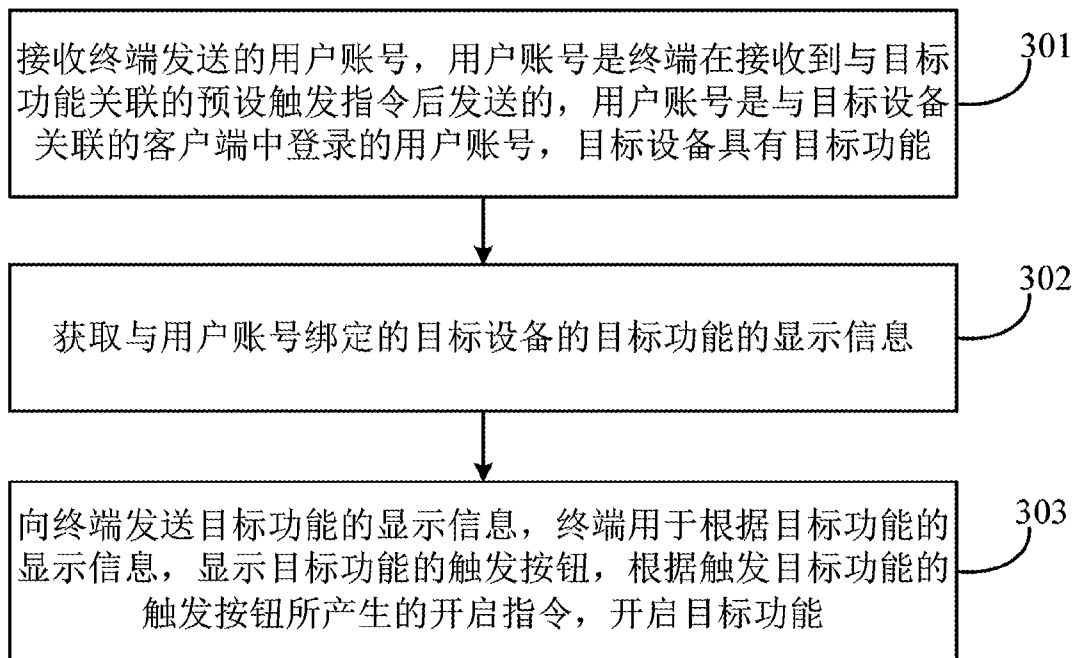 接收终端发送的用户账号，用户账号是终端在接收到与目标
功能关联的预设触发指令后发送的，用户账号是与目标设备
关联的客户端中登录的用户账号，目标设备具有目标功能
301
获取与用户账号绑定的目标设备的目标功能的显示信息
302
向终端发送目标功能的显示信息，终端用于根据目标功能的
显示信息，显示目标功能的触发按钮，根据触发目标功能的
触发按钮所产生的开启指令，开启目标功能
303